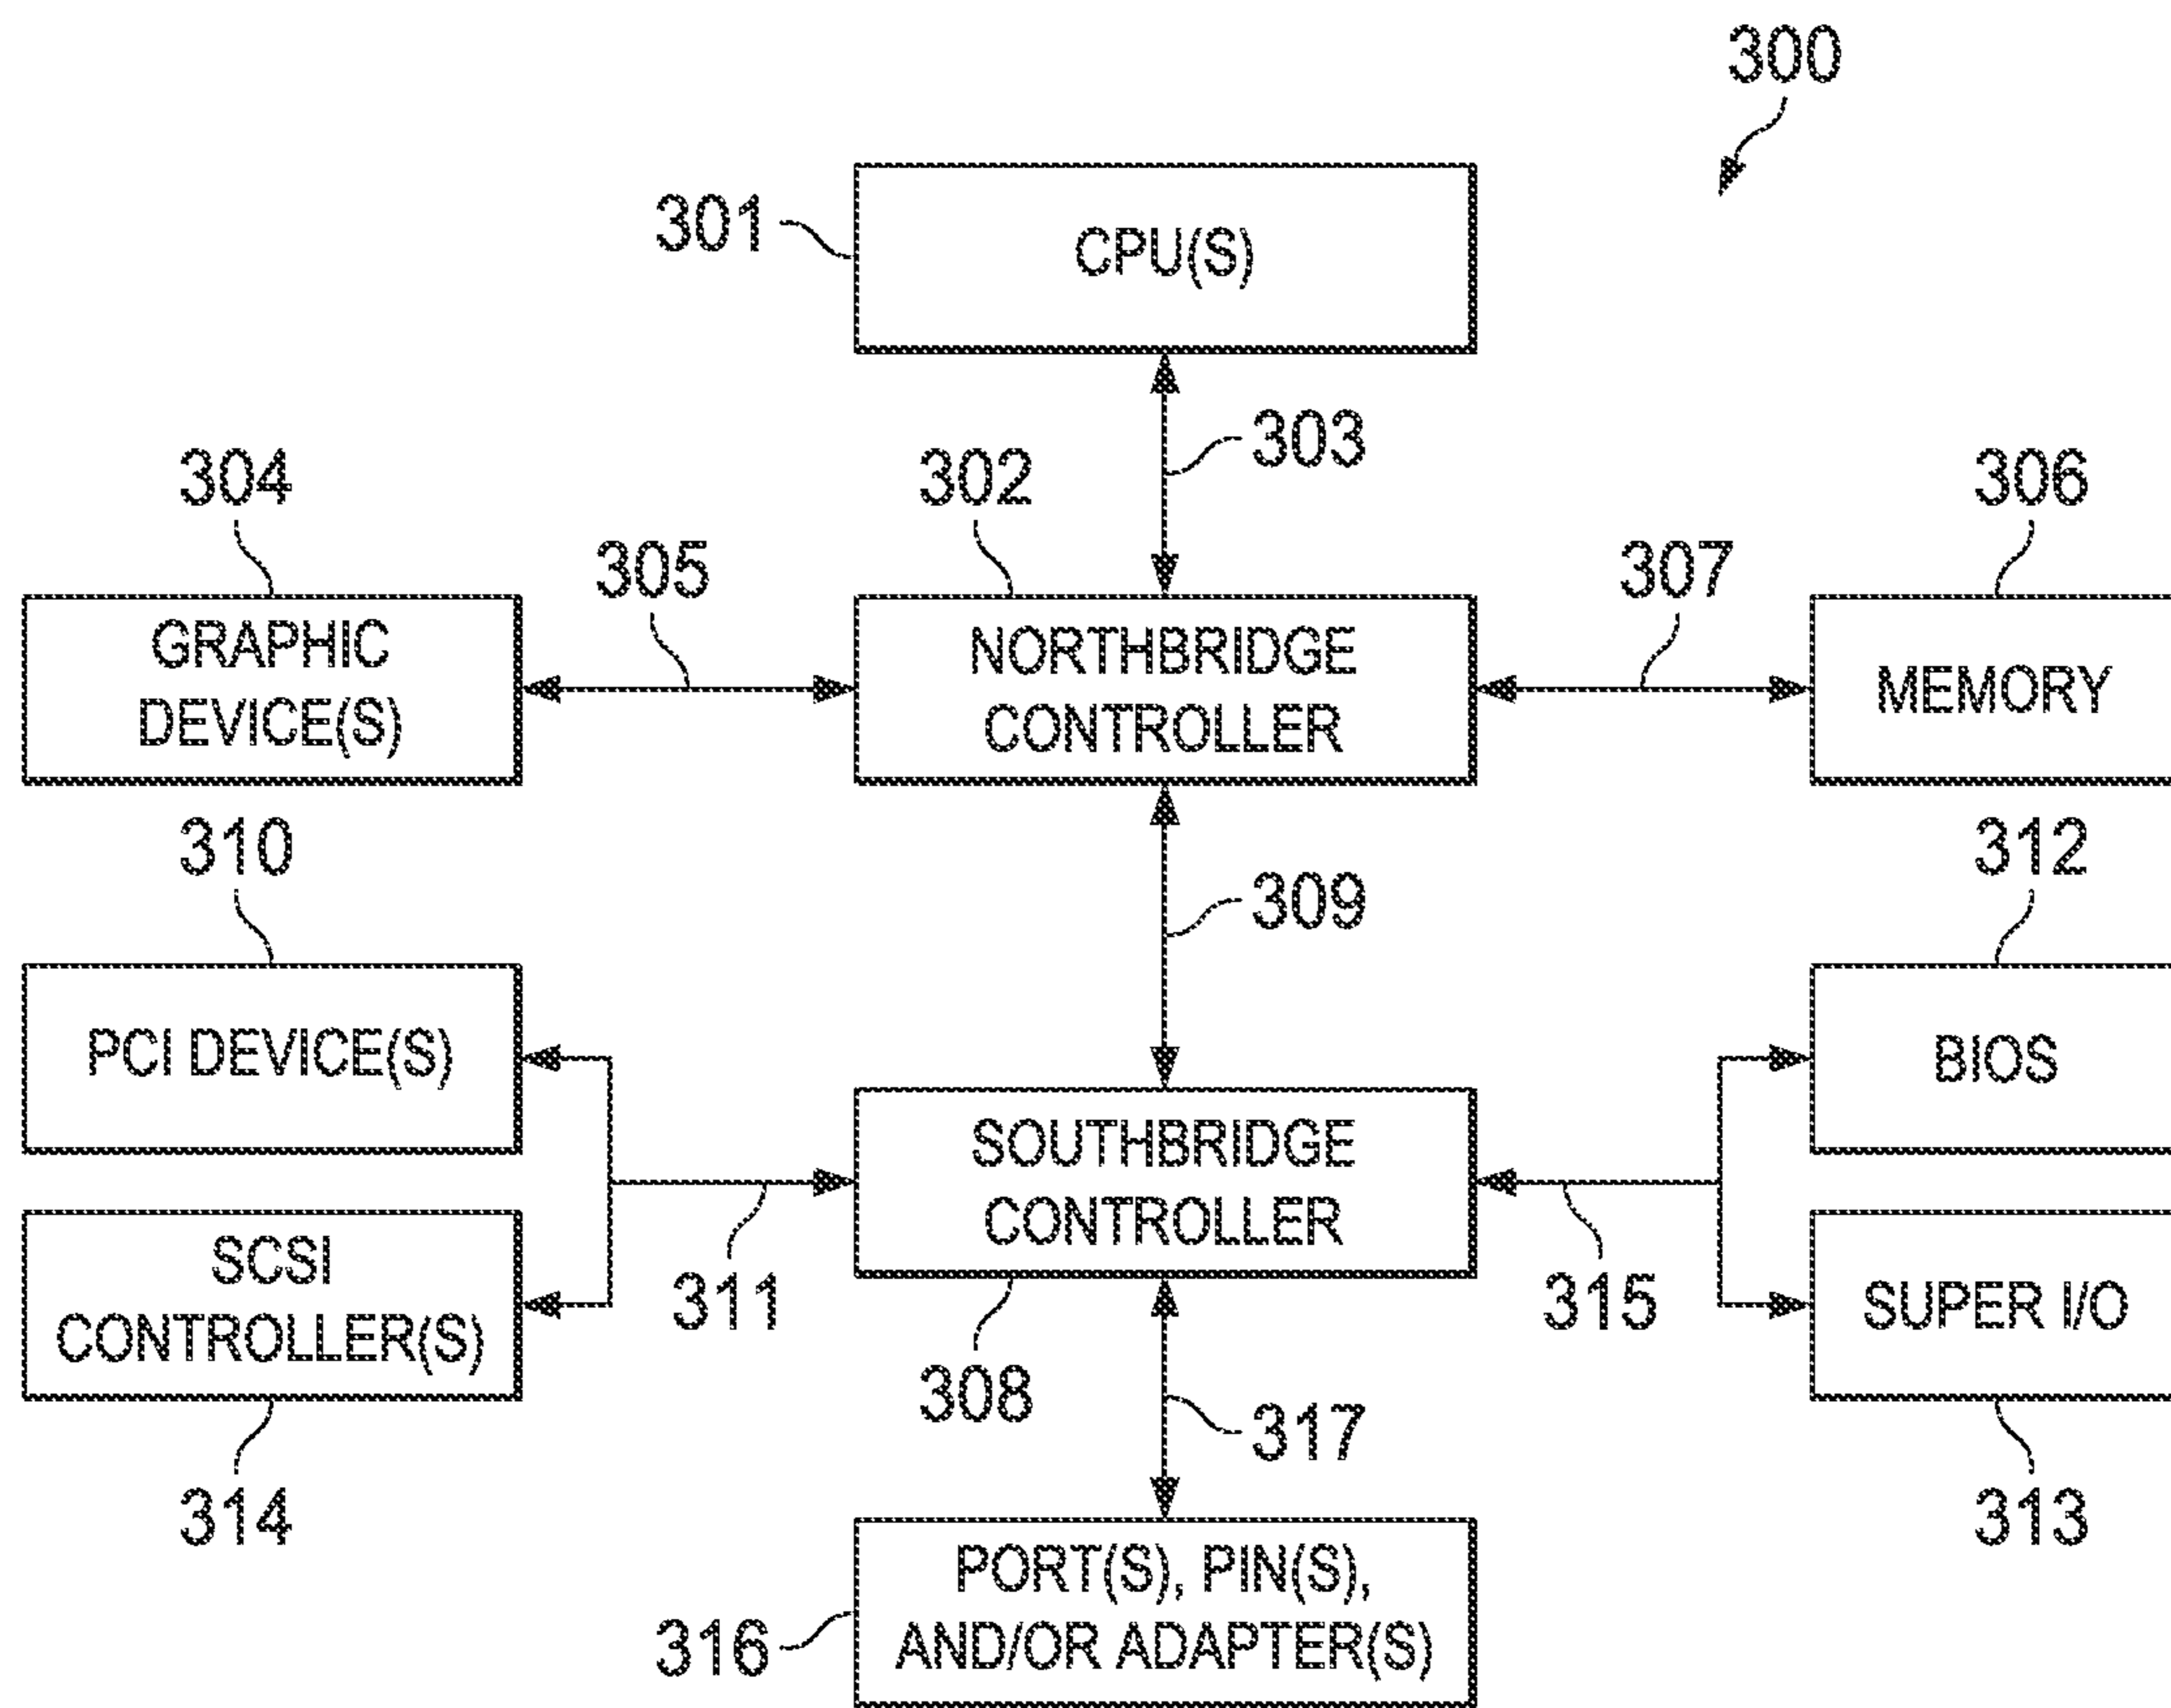 300
301
CPU(S)
303
304
302
306
305
307
GRAPHIC
DEVICE(S)
NORTHBRIDGE
CONTROLLER
MEMORY
310
309
312
PCI DEVICE(S)
BIOS
SOUTHBRIDGE
CONTROLLER
SCSI
CONTROLLER(S)
311
315
SUPER I/O
308
317
314
313
316
PORT(S), PIN(S),
AND/OR ADAPTER(S)